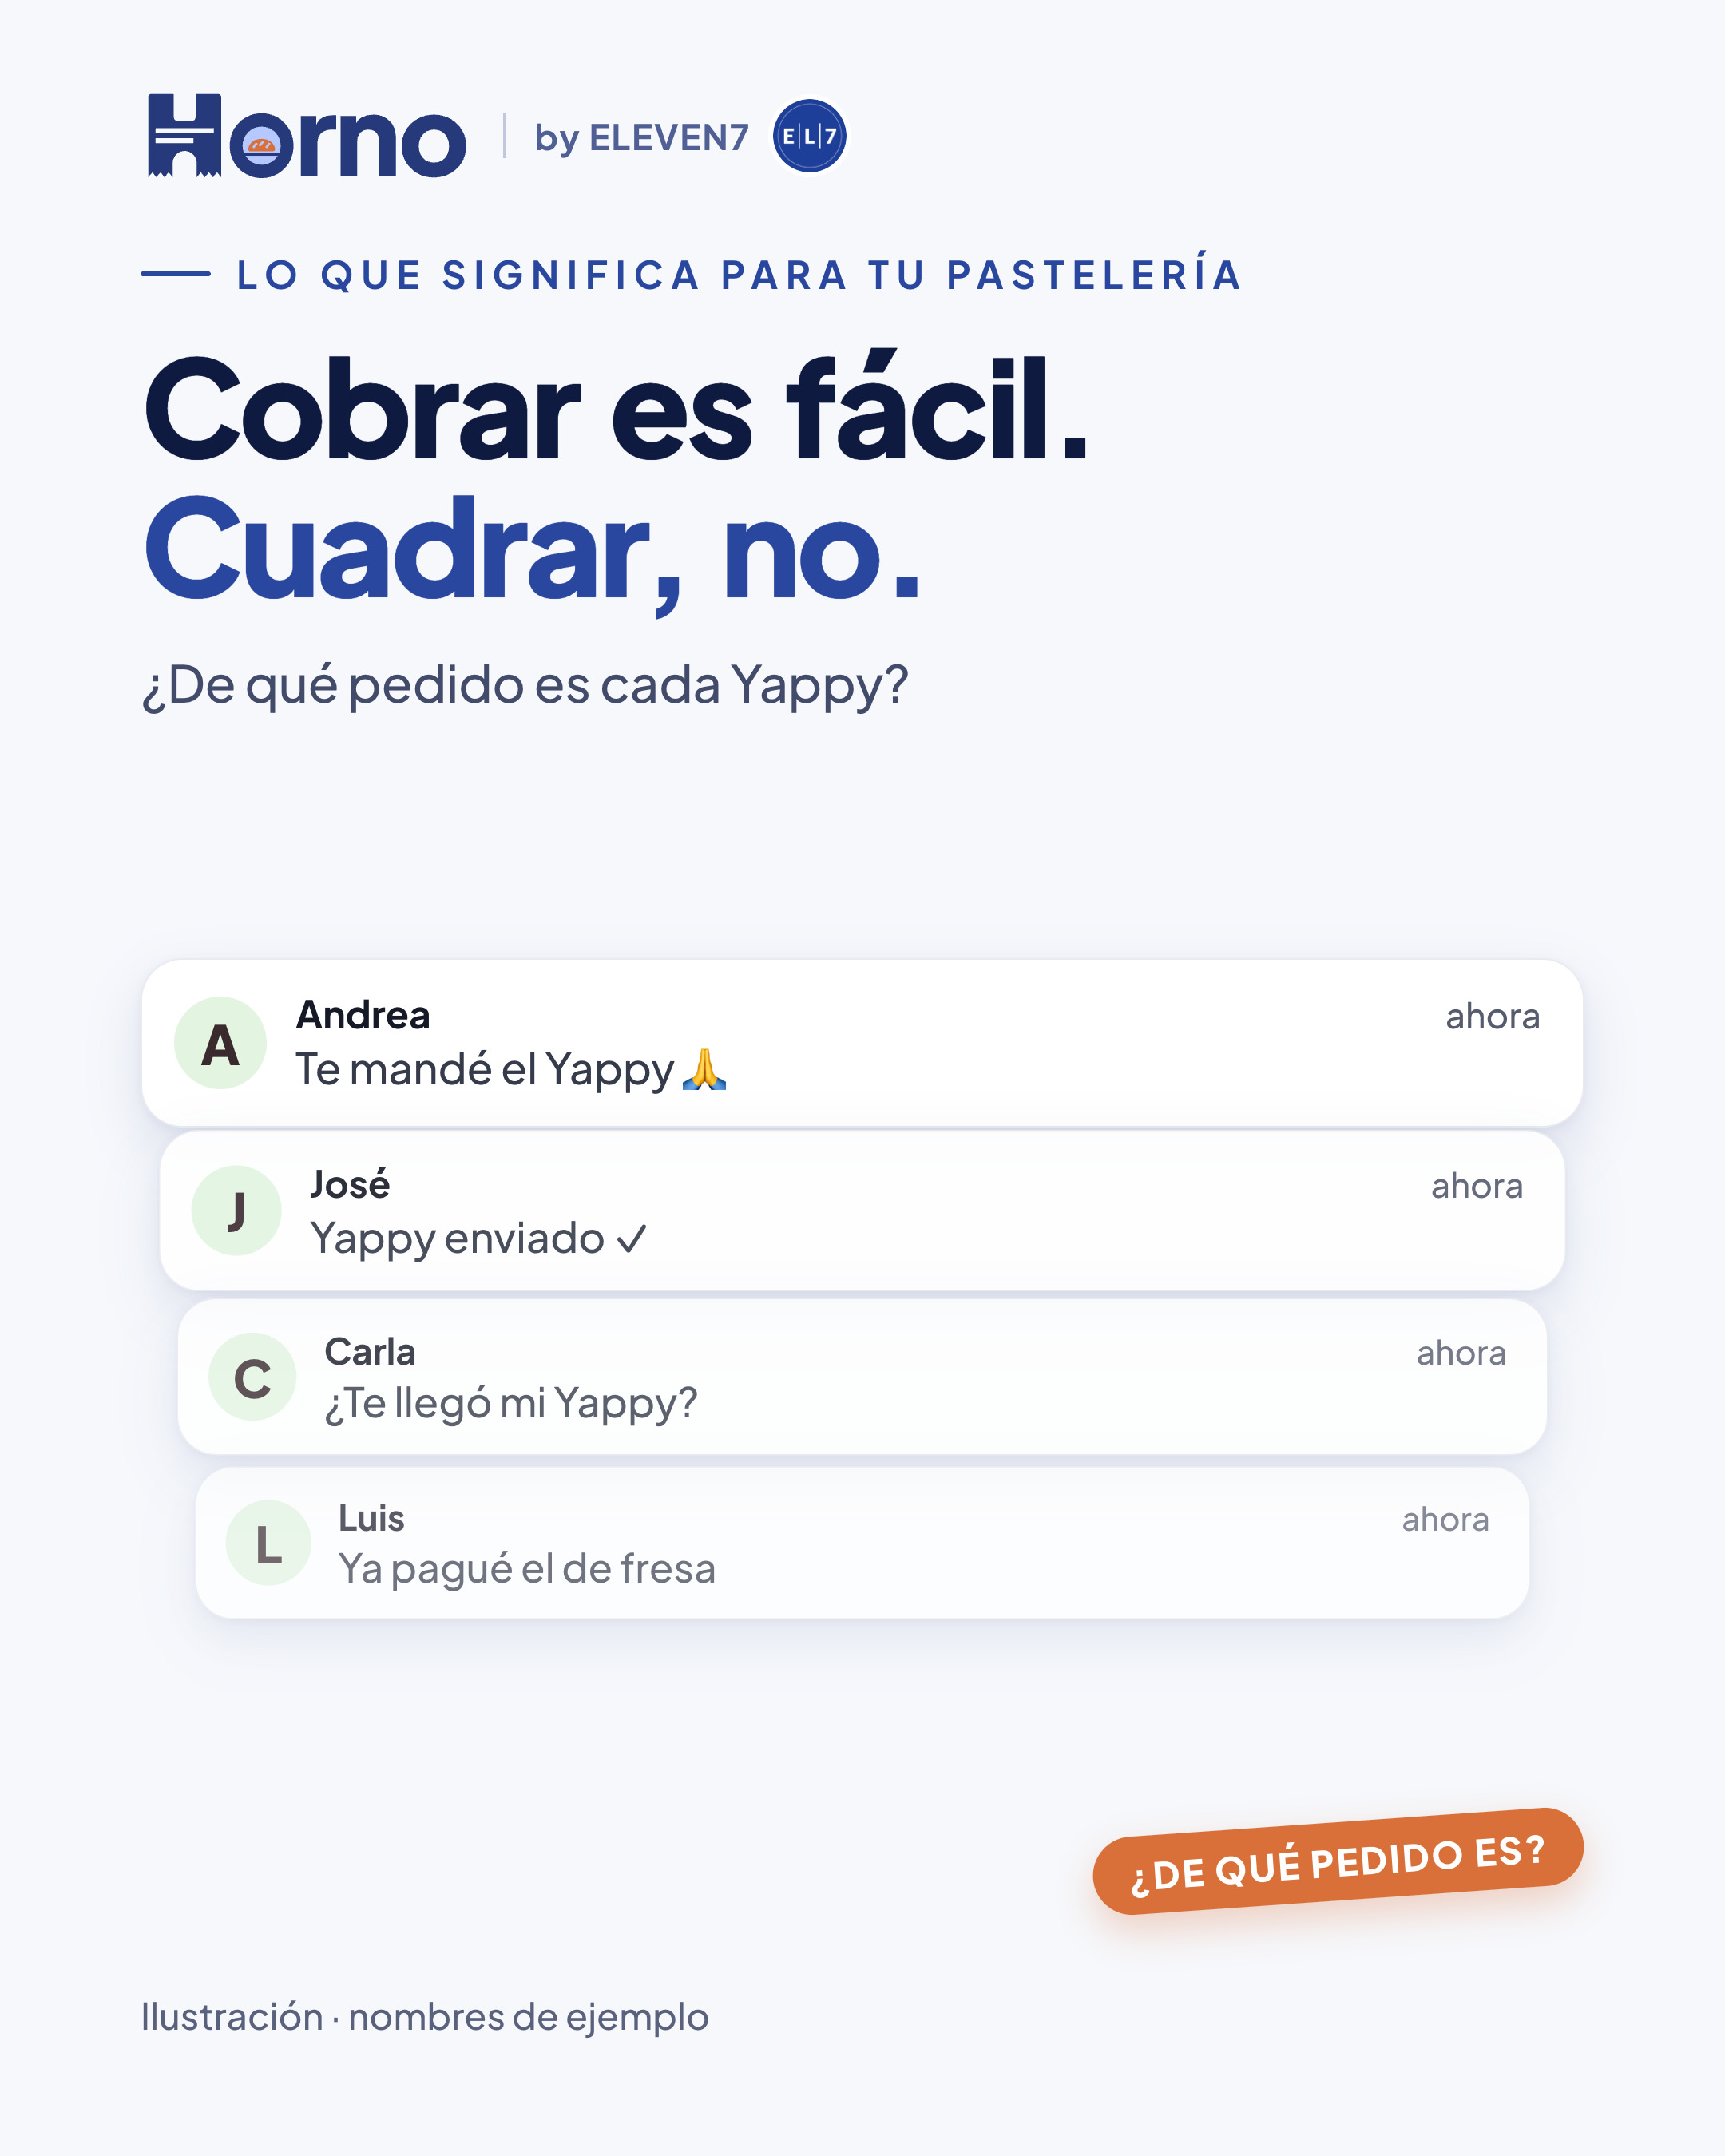 Horno | by ELEVEN7 E|L|7
LO QUE SIGNIFICA PARA TU PASTELERÍA
Cobrar es fácil.
Cuadrar, no.
¿De qué pedido es cada Yappy?
A
Andrea
ahora
Te mandé el Yappy 🙏
J
José
ahora
Yappy enviado ✓
C
Carla
ahora
¿Te llegó mi Yappy?
L
Luis
ahora
Ya pagué el de fresa
¿DE QUÉ PEDIDO ES?
Ilustración · nombres de ejemplo